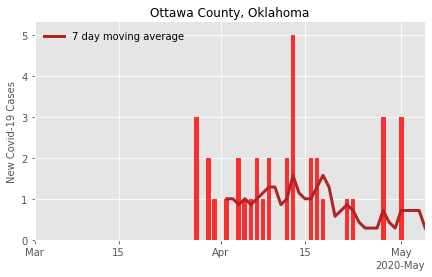 Ottawa County, Oklahoma
7 day moving average
New Covid-19 Cases
5
4
3
2
1
0
Mar 15 Apr 15 May
2020-May